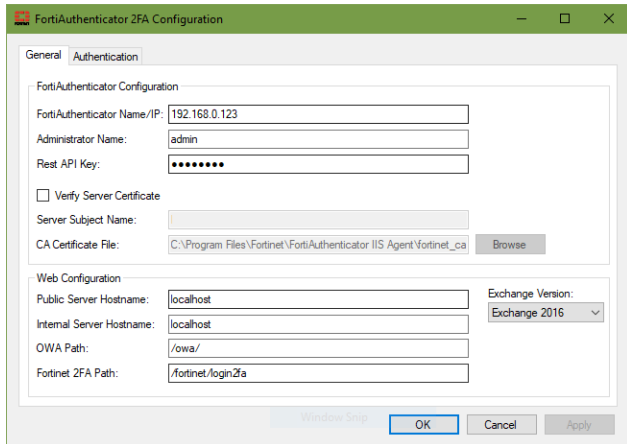 FortiAuthenticator 2FA Configuration
General Authentication
FortiAuthenticator Configuration
FortiAuthenticator Name/IP: 192.168.0.123
Administrator Name: admin
Rest API Key: ●●●●●●●●
Verify Server Certificate
Server Subject Name:
CA Certificate File: C:\Program Files\Fortinet\FortiAuthenticator IIS Agent\fortinet_ca Browse
Web Configuration
Public Server Hostname: localhost
Exchange Version:
Internal Server Hostname: localhost
Exchange 2016
OWA Path: /owa/
Fortinet 2FA Path: /fortinet/login2fa
Window Snip
OK Cancel Apply